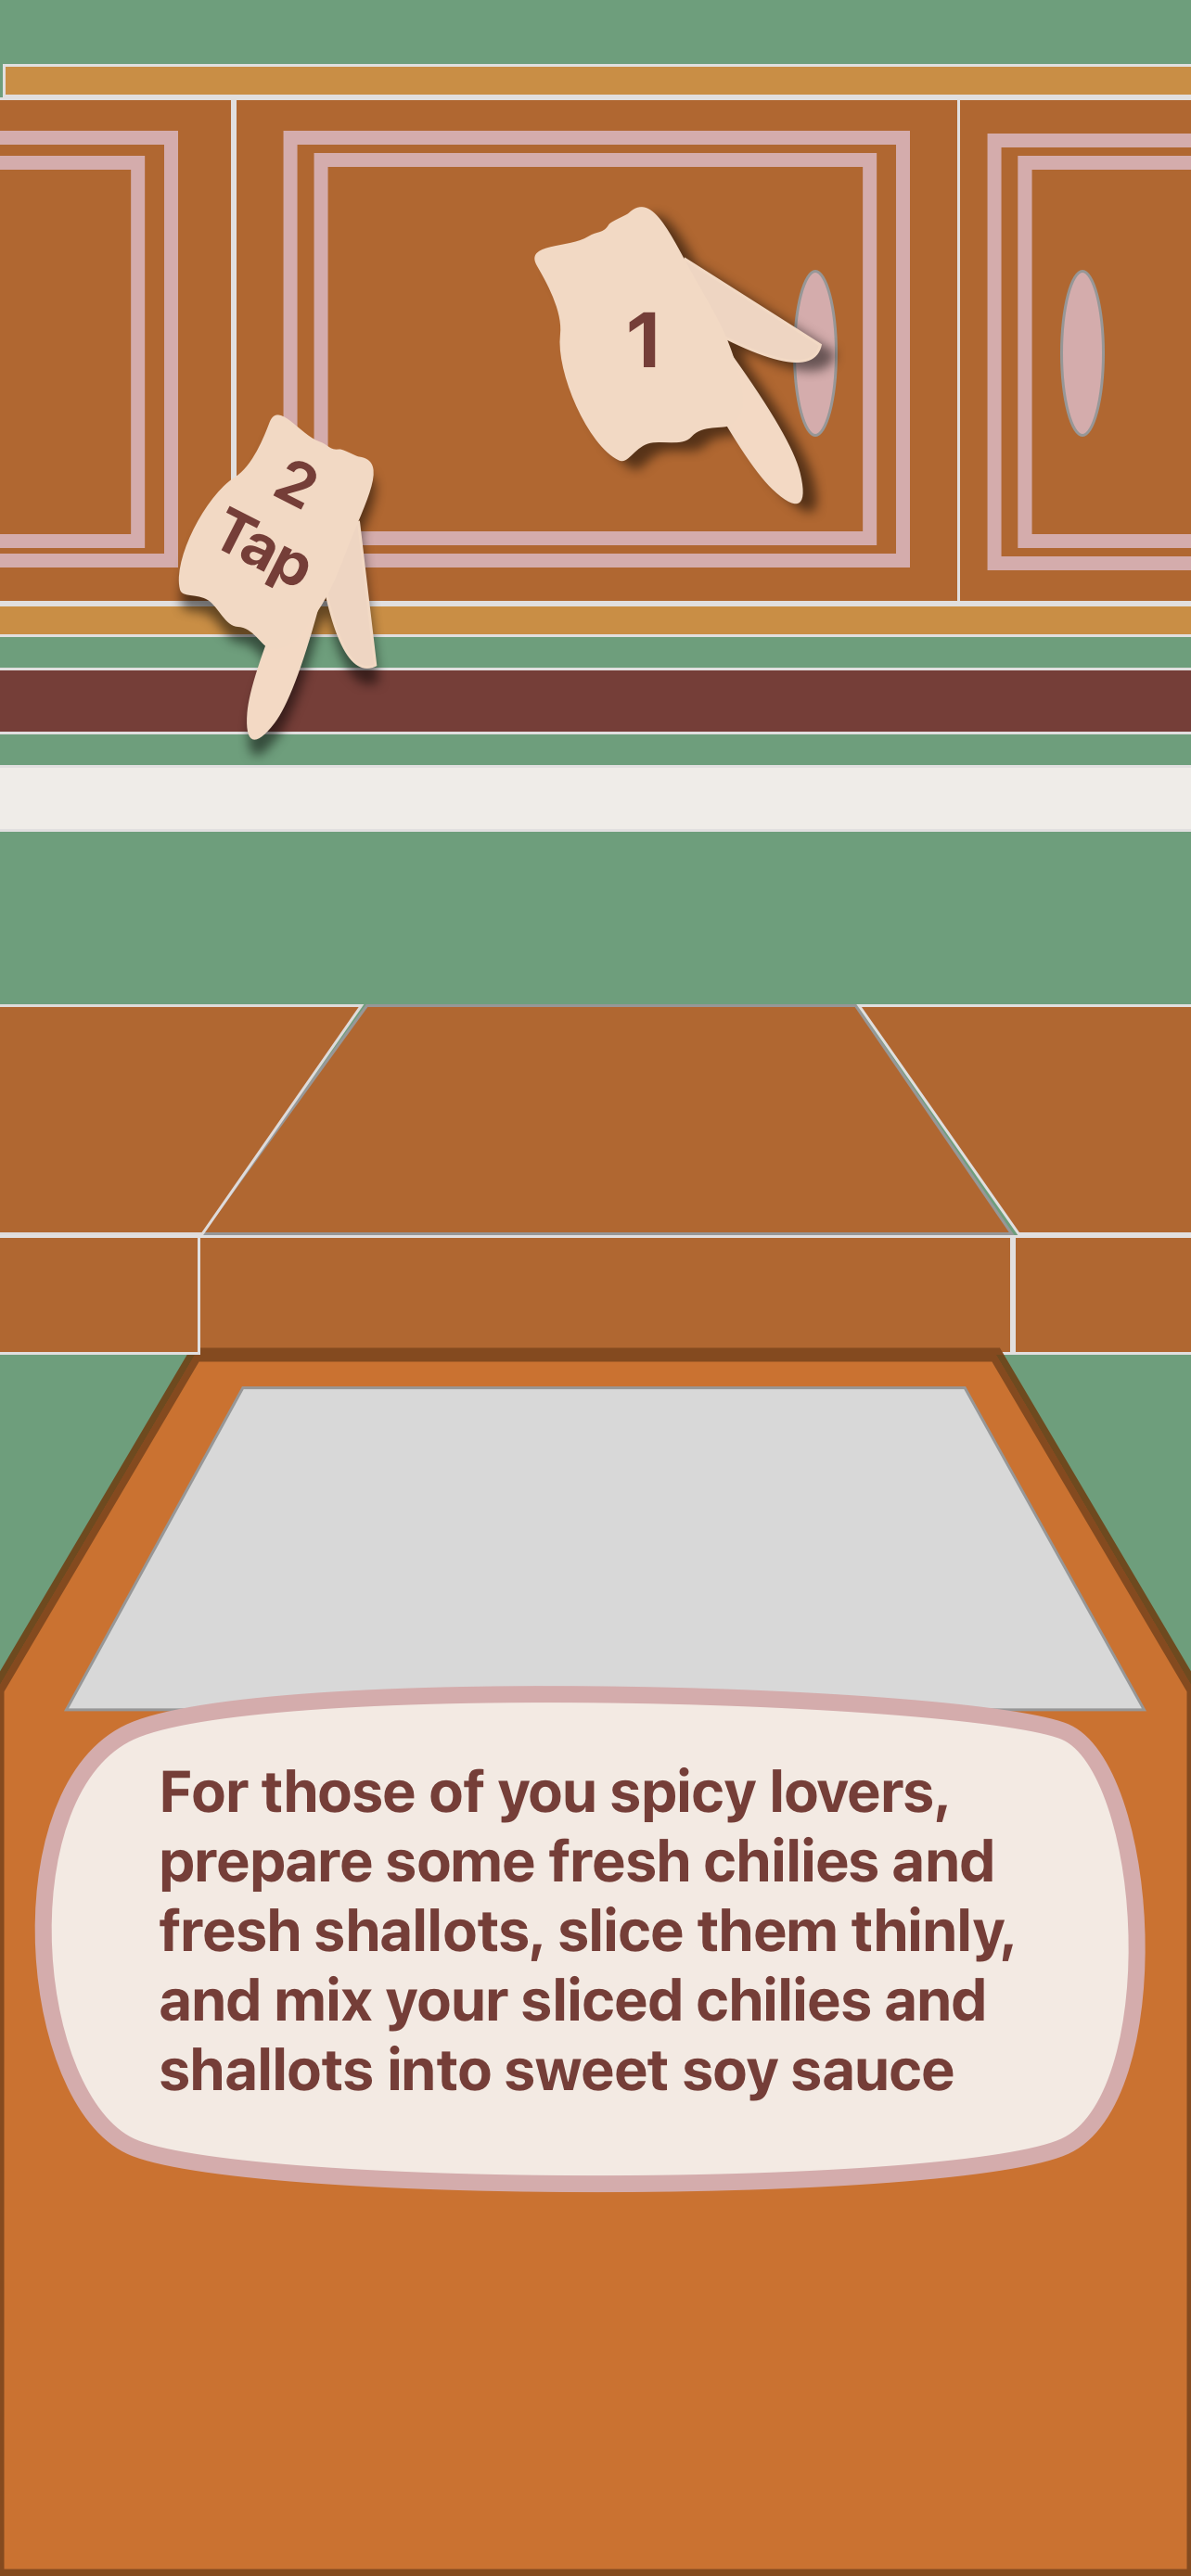 1
2
Tap
For those of you spicy lovers,
prepare some fresh chilies and
fresh shallots, slice them thinly,
and mix your sliced chilies and
shallots into sweet soy sauce